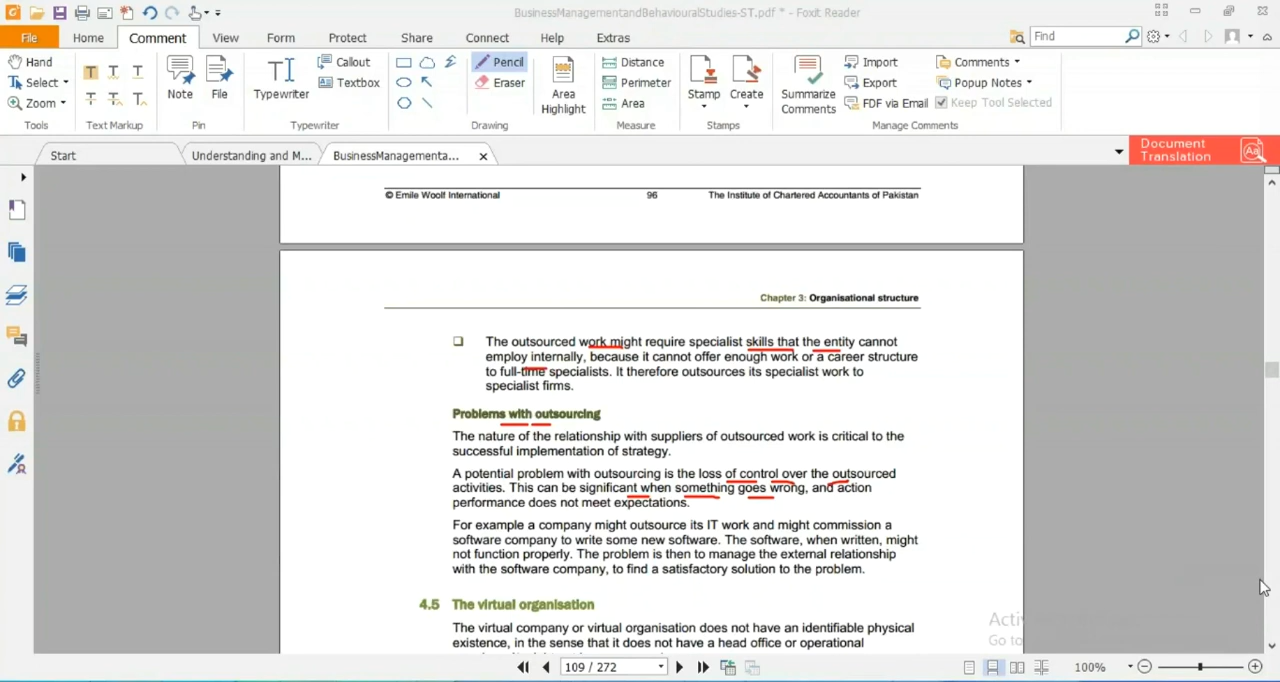 BusinessManagementandBehaviouralStudies-ST.pdf * - Foxit Reader
File Home Comment View Form Protect Share Connect Help Extras Find
Hand Callout Pencil Distance Import Comments
Select Textbox Eraser Perimeter Export Popup Notes
Zoom Area FDF via Email Keep Tool Selected
Note File Typewriter Area Highlight Stamp Create Summarize Comments
Tools Text Markup Pin Typewriter Drawing Measure Stamps Manage Comments
Start Understanding and M... BusinessManagementa... Document Translation
© Emile Woolf International 96 The Institute of Chartered Accountants of Pakistan
Chapter 3: Organisational structure
The outsourced work might require specialist skills that the entity cannot
employ internally, because it cannot offer enough work or a career structure
to full-time specialists. It therefore outsources its specialist work to
specialist firms.
Problems with outsourcing
The nature of the relationship with suppliers of outsourced work is critical to the
successful implementation of strategy.
A potential problem with outsourcing is the loss of control over the outsourced
activities. This can be significant when something goes wrong, and action
performance does not meet expectations.
For example a company might outsource its IT work and might commission a
software company to write some new software. The software, when written, might
not function properly. The problem is then to manage the external relationship
with the software company, to find a satisfactory solution to the problem.
4.5 The virtual organisation
The virtual company or virtual organisation does not have an identifiable physical
existence, in the sense that it does not have a head office or operational
Go to
109 / 272 100%